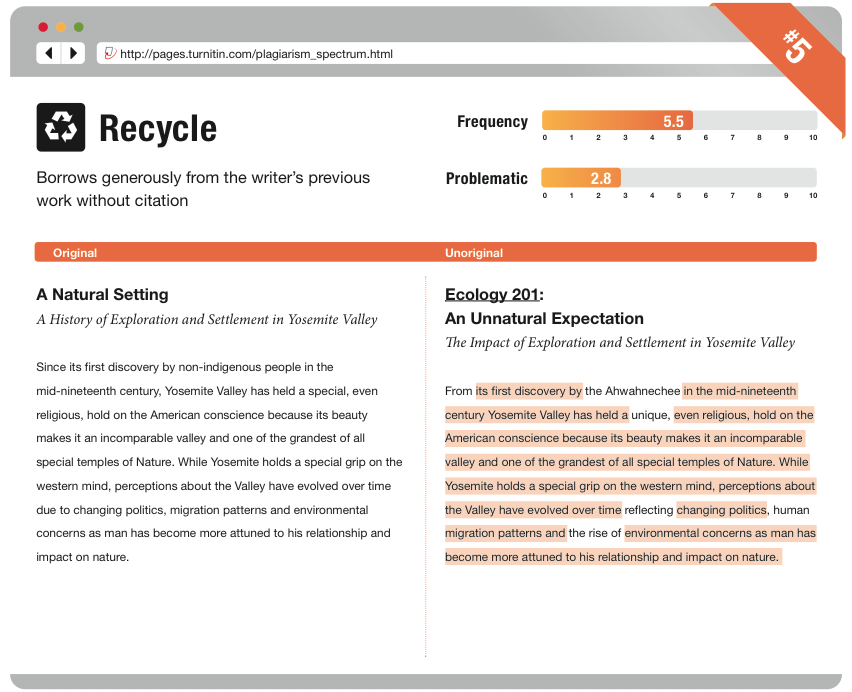 http://pages.turnitin.com/plagiarism_spectrum.html
#5
Recycle
Borrows generously from the writer's previous
work without citation
Frequency
5.5
0 1 2 3 4 5 6 7 8 9 10
Problematic
2.8
0 1 2 3 4 5 6 7 8 9 10
Original
Unoriginal
A Natural Setting
A History of Exploration and Settlement in Yosemite Valley
Since its first discovery by non-indigenous people in the
mid-nineteenth century, Yosemite Valley has held a special, even
religious, hold on the American conscience because its beauty
makes it an incomparable valley and one of the grandest of all
special temples of Nature. While Yosemite holds a special grip on the
western mind, perceptions about the Valley have evolved over time
due to changing politics, migration patterns and environmental
concerns as man has become more attuned to his relationship and
impact on nature.
Ecology 201:
An Unnatural Expectation
The Impact of Exploration and Settlement in Yosemite Valley
From its first discovery by the Ahwahnechee in the mid-nineteenth
century Yosemite Valley has held a unique, even religious, hold on the
American conscience because its beauty makes it an incomparable
valley and one of the grandest of all special temples of Nature. While
Yosemite holds a special grip on the western mind, perceptions about
the Valley have evolved over time reflecting changing politics, human
migration patterns and the rise of environmental concerns as man has
become more attuned to his relationship and impact on nature.